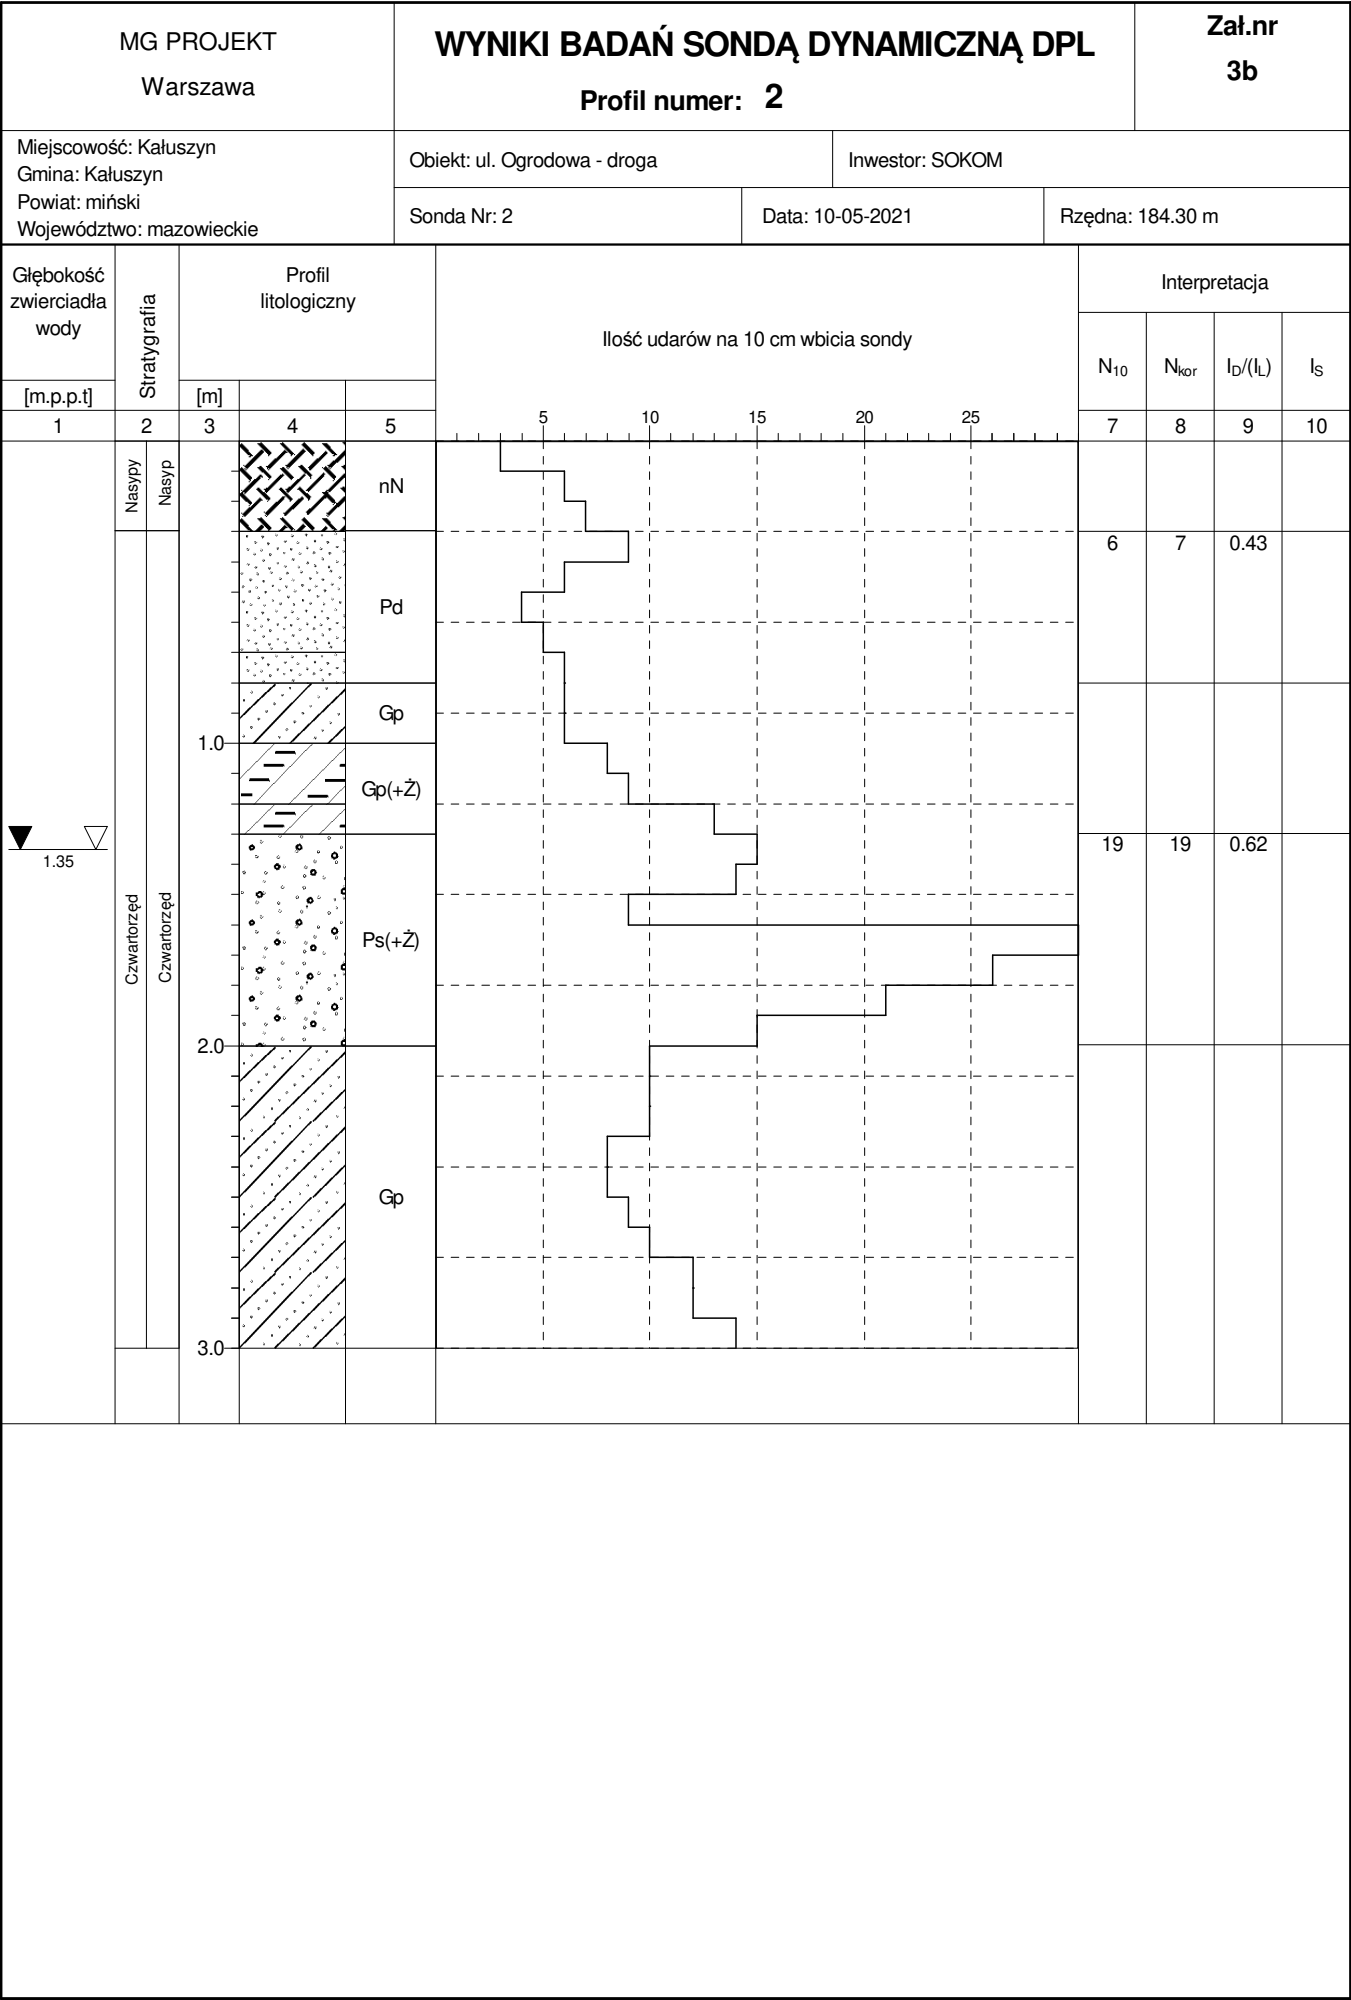 MG PROJEKT
Warszawa
WYNIKI BADAŃ SONDĄ DYNAMICZNĄ DPL
Profil numer: 2
Zał.nr
3b
Miejscowość: Kałuszyn
Gmina: Kałuszyn
Powiat: miński
Województwo: mazowieckie
Obiekt: ul. Ogrodowa - droga
Inwestor: SOKOM
Sonda Nr: 2
Data: 10-05-2021
Rzędna: 184.30 m
Głębokość
zwierciadła
wody
[m.p.p.t]
Stratygrafia
Profil
litologiczny
[m]
Ilość udarów na 10 cm wbicia sondy
Interpretacja
N10
Nkor
ID/(IL)
IS
1
2
3
4
5
5 10 15 20 25
7
8
9
10
Nasypy
Nasyp
nN
Pd
6 7 0.43
Gp
1.0
Gp(+Ż)
1.35
19 19 0.62
Czwartorzęd
Czwartorzęd
Ps(+Ż)
2.0
Gp
3.0